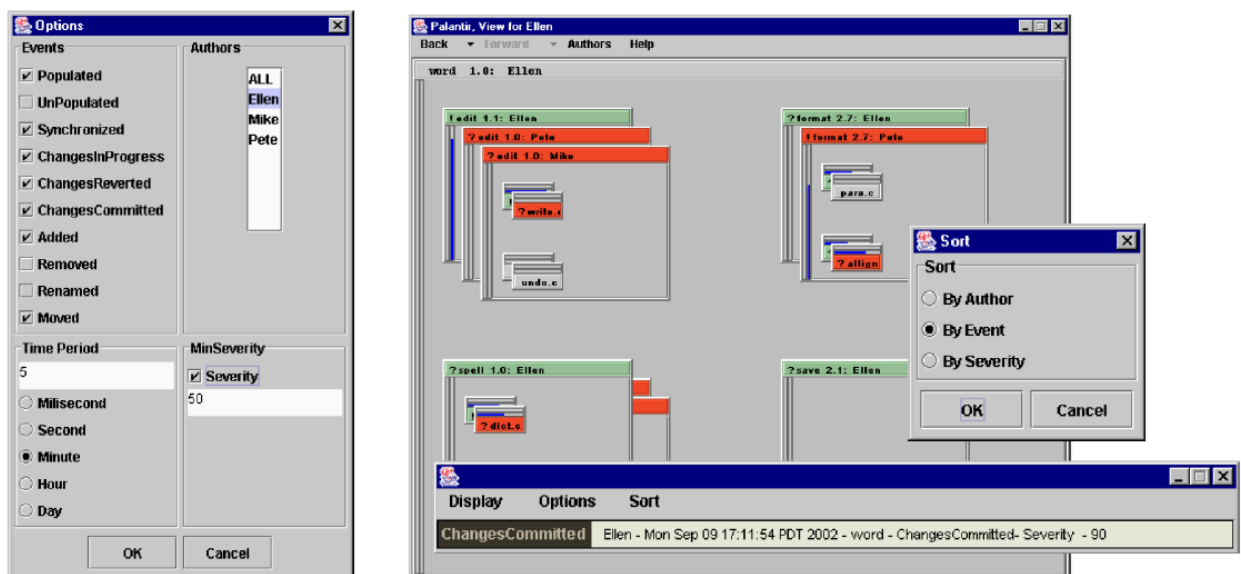 Options
Events
Authors
Populated
UnPopulated
Synchronized
ChangesInProgress
ChangesReverted
ChangesCommitted
Added
Removed
Renamed
Moved
ALL
Ellen
Mike
Pete
Time Period
5
Milisecond
Second
Minute
Hour
Day
MinSeverity
Severity
50
OK Cancel
Palantir, View for Ellen
Back Forward Authors Help
word 1.0: Ellen
! edit 1.1: Ellen
? edit 1.0: Pete
? edit 1.0: Mike
? write.c
undo.c
? format 2.7: Ellen
! format 2.7: Pete
para.c
? allign
? spell 1.0: Ellen
? dict.c
? save 2.1: Ellen
Sort
Sort
By Author
By Event
By Severity
OK Cancel
Display Options Sort
ChangesCommitted Ellen - Mon Sep 09 17:11:54 PDT 2002 - word - ChangesCommitted- Severity - 90